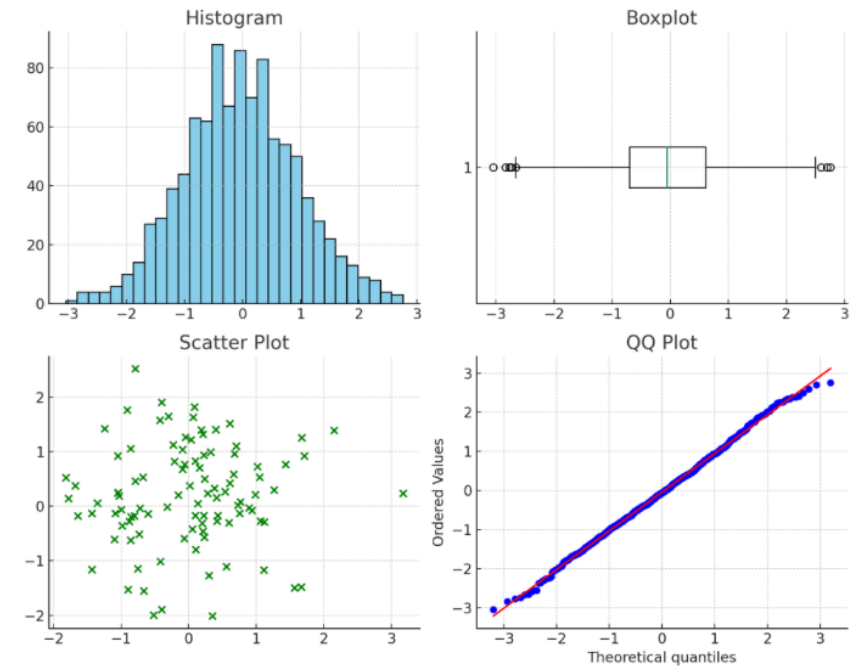 Histogram
80
60
40
20
0
−3 −2 −1 0 1 2 3
Boxplot
1
−3 −2 −1 0 1 2 3
Scatter Plot
2
1
0
−1
−2
−2 −1 0 1 2 3
QQ Plot
Ordered Values
3
2
1
0
−1
−2
−3
−3 −2 −1 0 1 2 3
Theoretical quantiles